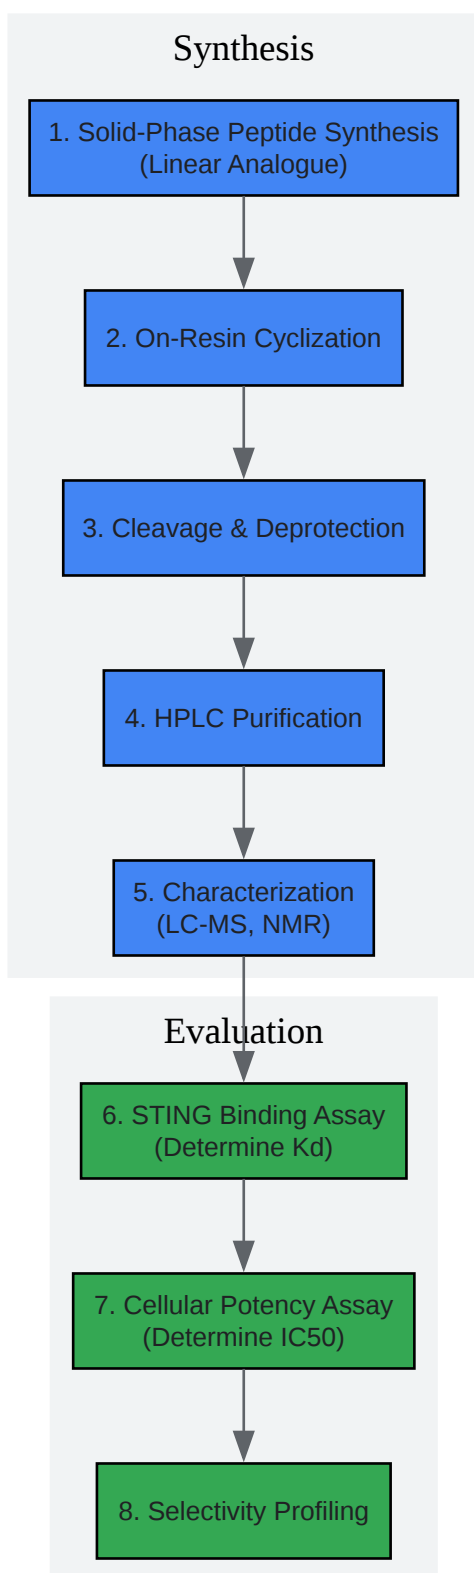 Synthesis
1. Solid-Phase Peptide Synthesis
(Linear Analogue)
2. On-Resin Cyclization
3. Cleavage & Deprotection
4. HPLC Purification
5. Characterization
(LC-MS, NMR)
Evaluation
6. STING Binding Assay
(Determine Kd)
7. Cellular Potency Assay
(Determine IC50)
8. Selectivity Profiling